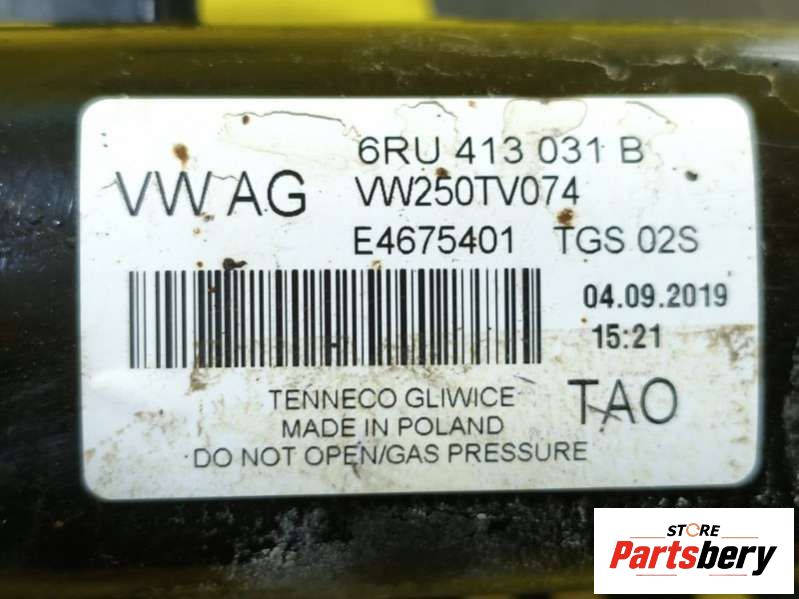 6RU 413 031 B
VW AG
VW250TV074
E4675401 TGS 02S
04.09.2019
15:21
TENNECO GLIWICE
MADE IN POLAND
DO NOT OPEN/GAS PRESSURE
TAO
STORE
Partsbery